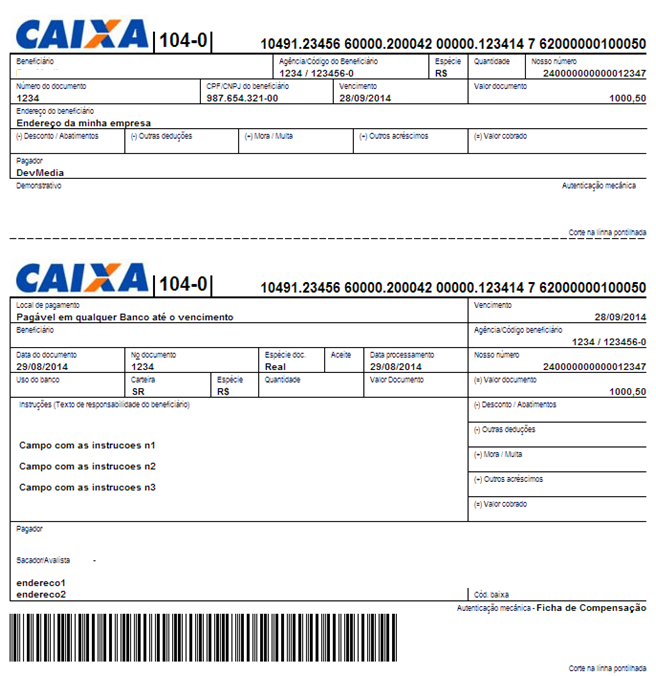 CAIXA 104-0 10491.23456 60000.200042 00000.123414 7 62000000100050
Beneficiário Agência/Código do Beneficiário Espécie Quantidade Nosso número
1234 / 123456-0 R$ 240000000000012347
Número do documento CPF/CNPJ do beneficiário Vencimento Valor documento
1234 987.654.321-00 28/09/2014 1000,50
Endereço do beneficiário
Endereço da minha empresa
(-) Desconto / Abatimentos (-) Outras deduções (+) Mora / Multa (+) Outros acréscimos (=) Valor cobrado
Pagador
DevMedia
Demonstrativo Autenticação mecânica
Corte na linha pontilhada
CAIXA 104-0 10491.23456 60000.200042 00000.123414 7 62000000100050
Local de pagamento Vencimento
Pagável em qualquer Banco até o vencimento 28/09/2014
Beneficiário Agência/Código beneficiário
1234 / 123456-0
Data do documento Nº documento Espécie doc. Aceite Data processamento Nosso número
29/08/2014 1234 Real 29/08/2014 240000000000012347
Uso do banco Carteira Espécie Quantidade Valor Documento (=) Valor documento
SR R$ 1000,50
Instruções (Texto de responsabilidade do beneficiário) (-) Desconto / Abatimentos
(-) Outras deduções
Campo com as instrucoes n1
(+) Mora / Multa
Campo com as instrucoes n2
(+) Outros acréscimos
Campo com as instrucoes n3
(=) Valor cobrado
Pagador
Sacador/Avalista -
endereco1
endereco2 Cód. baixa
Autenticação mecânica - Ficha de Compensação
Corte na linha pontilhada